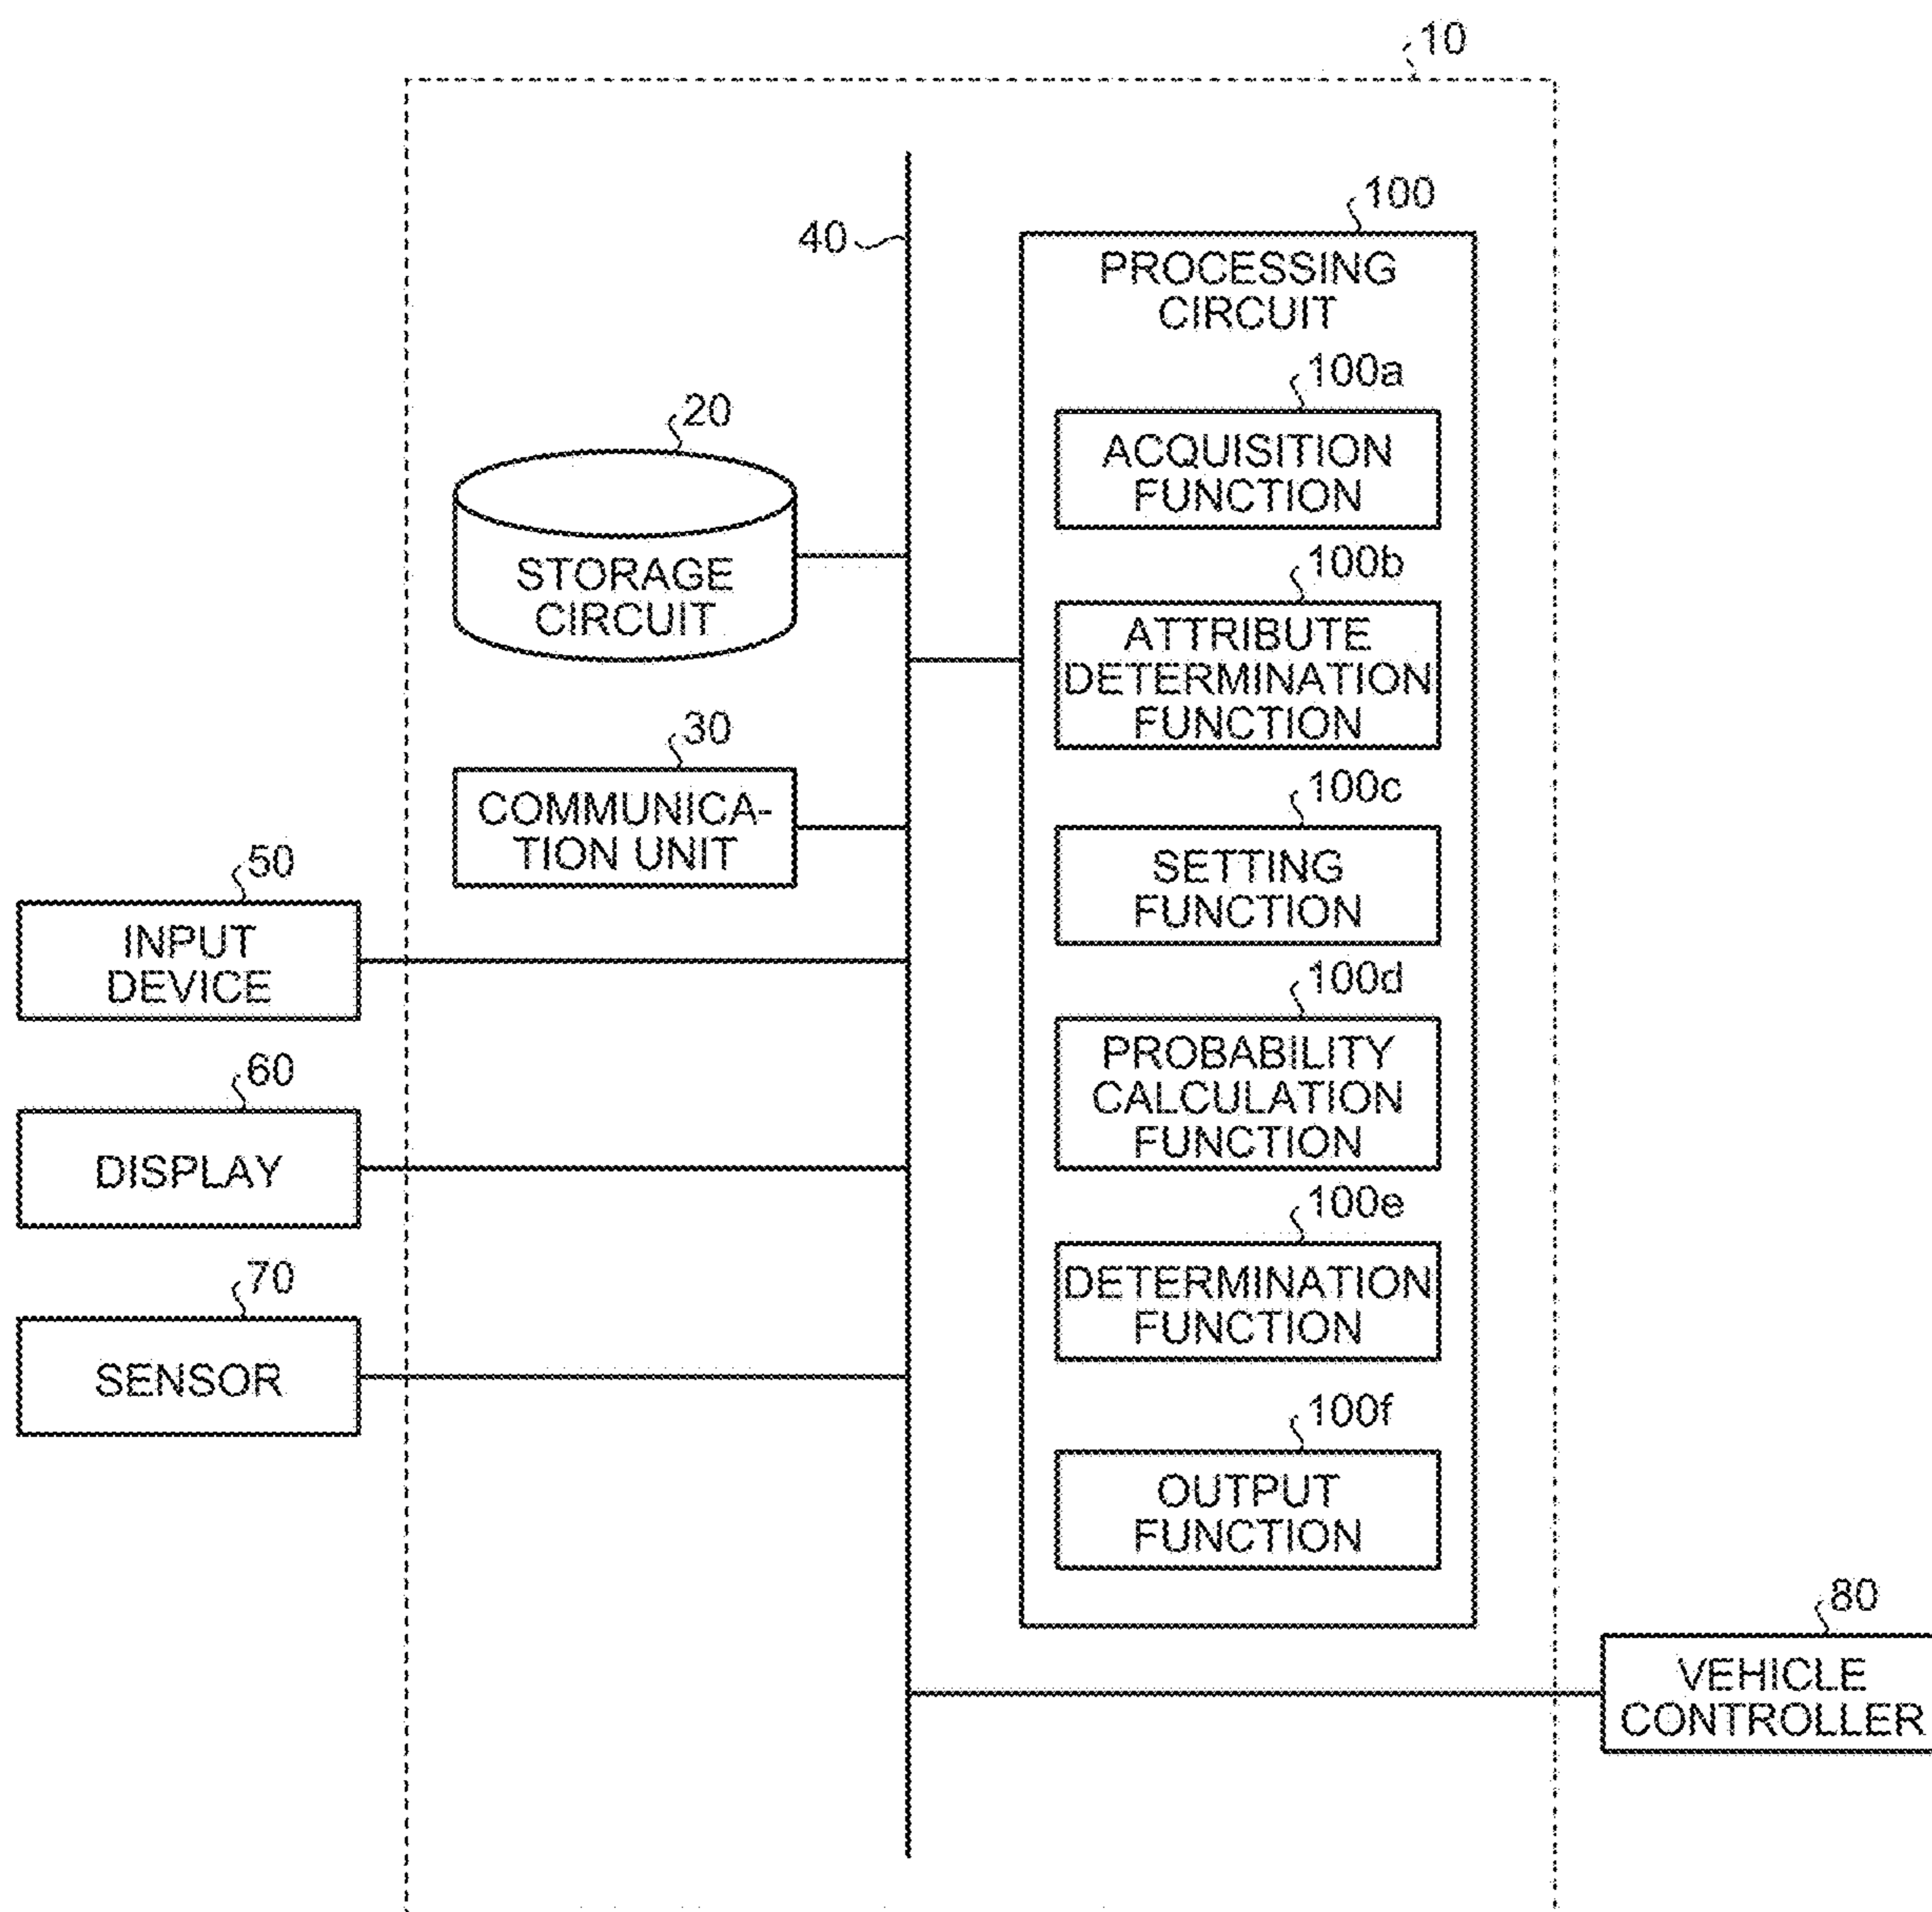 10
100
40
PROCESSING
CIRCUIT
100a
ACQUISITION
FUNCTION
20
STORAGE
CIRCUIT
100b
ATTRIBUTE
DETERMINATION
FUNCTION
30
COMMUNICA-
TION UNIT
100c
SETTING
FUNCTION
50
INPUT
DEVICE
100d
PROBABILITY
CALCULATION
FUNCTION
60
DISPLAY
100e
DETERMINATION
FUNCTION
70
SENSOR
100f
OUTPUT
FUNCTION
80
VEHICLE
CONTROLLER